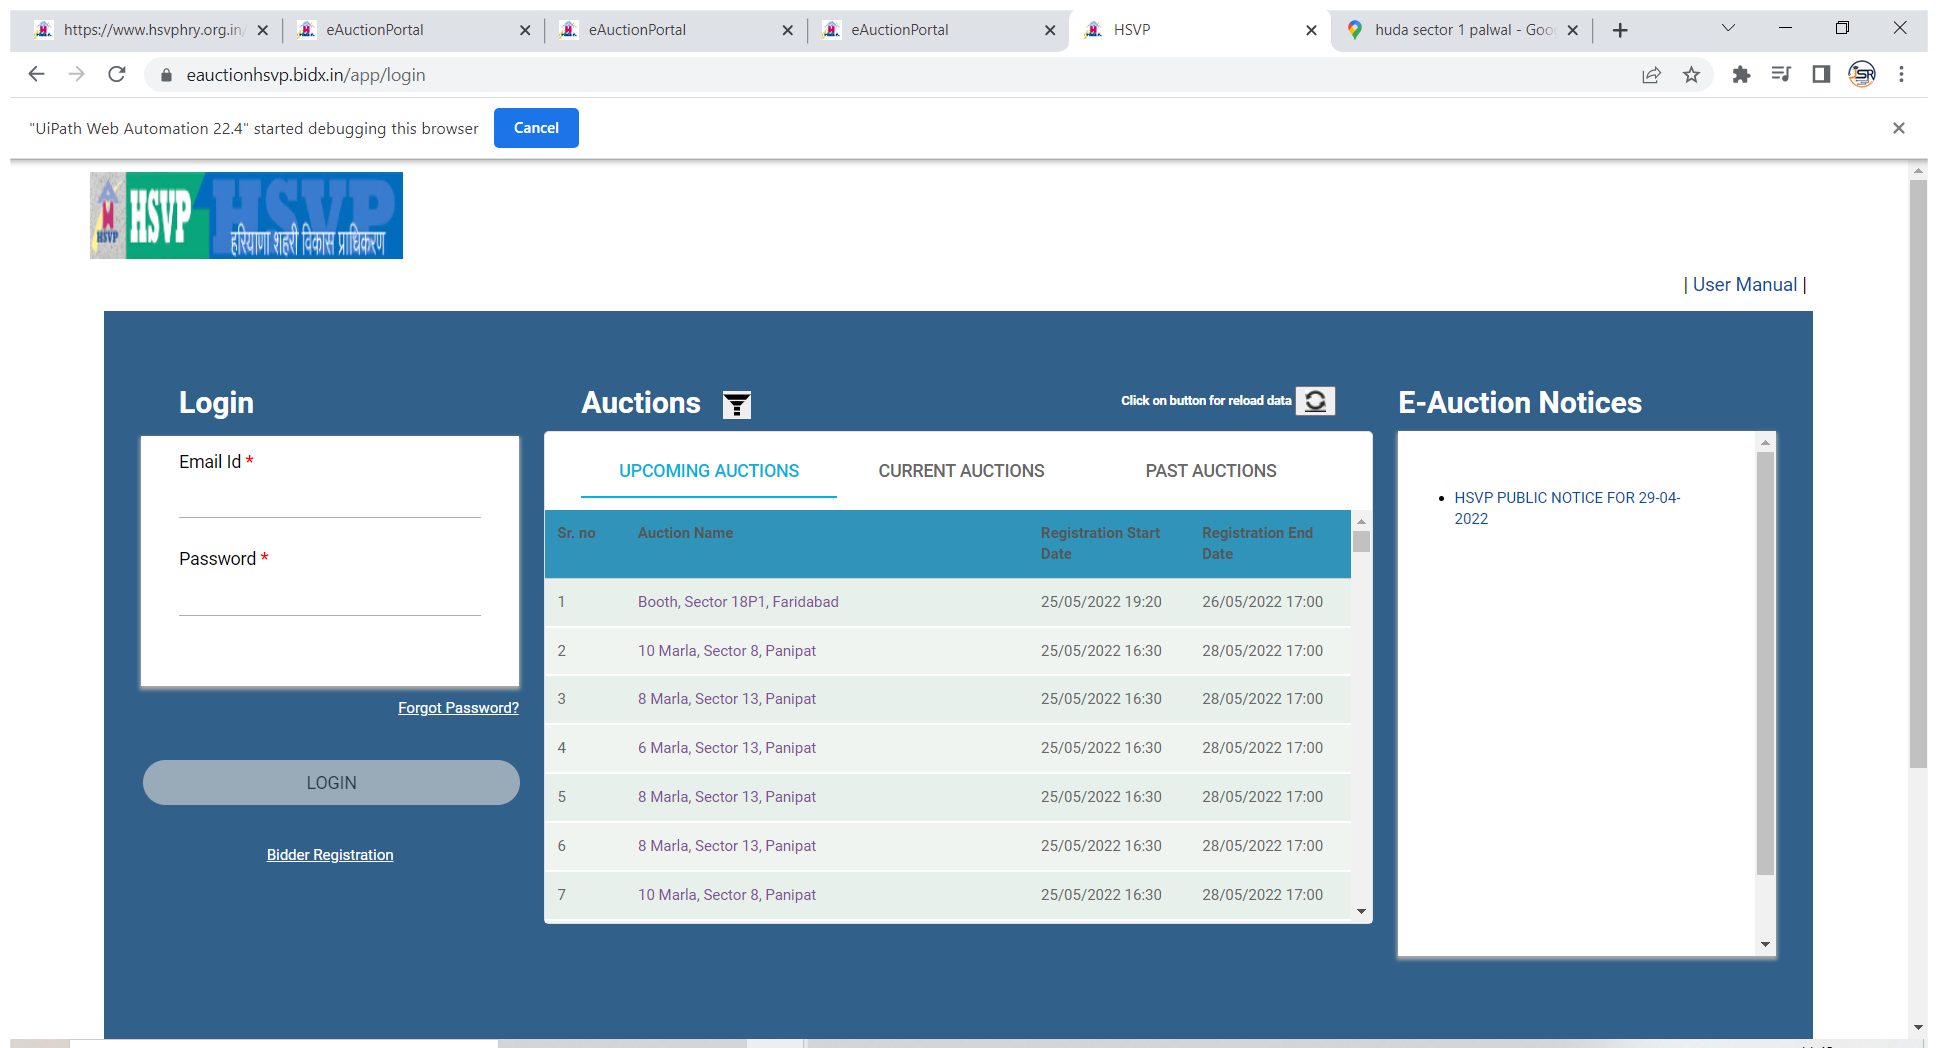 https://www.hsvphry.org.in/
eAuctionPortal
eAuctionPortal
eAuctionPortal
HSVP
huda sector 1 palwal - Goo
eauctionhsvp.bidx.in/app/login
"UiPath Web Automation 22.4" started debugging this browser
Cancel
HSVP
HSVP
HSVP
हरियाणा शहरी विकास प्राधिकरण
| User Manual |
Login
Email Id *
Password *
Forgot Password?
LOGIN
Bidder Registration
Auctions
Click on button for reload data
UPCOMING AUCTIONS CURRENT AUCTIONS PAST AUCTIONS
Sr. no Auction Name Registration Start Date Registration End Date
1 Booth, Sector 18P1, Faridabad 25/05/2022 19:20 26/05/2022 17:00
2 10 Marla, Sector 8, Panipat 25/05/2022 16:30 28/05/2022 17:00
3 8 Marla, Sector 13, Panipat 25/05/2022 16:30 28/05/2022 17:00
4 6 Marla, Sector 13, Panipat 25/05/2022 16:30 28/05/2022 17:00
5 8 Marla, Sector 13, Panipat 25/05/2022 16:30 28/05/2022 17:00
6 8 Marla, Sector 13, Panipat 25/05/2022 16:30 28/05/2022 17:00
7 10 Marla, Sector 8, Panipat 25/05/2022 16:30 28/05/2022 17:00
E-Auction Notices
HSVP PUBLIC NOTICE FOR 29-04-
2022